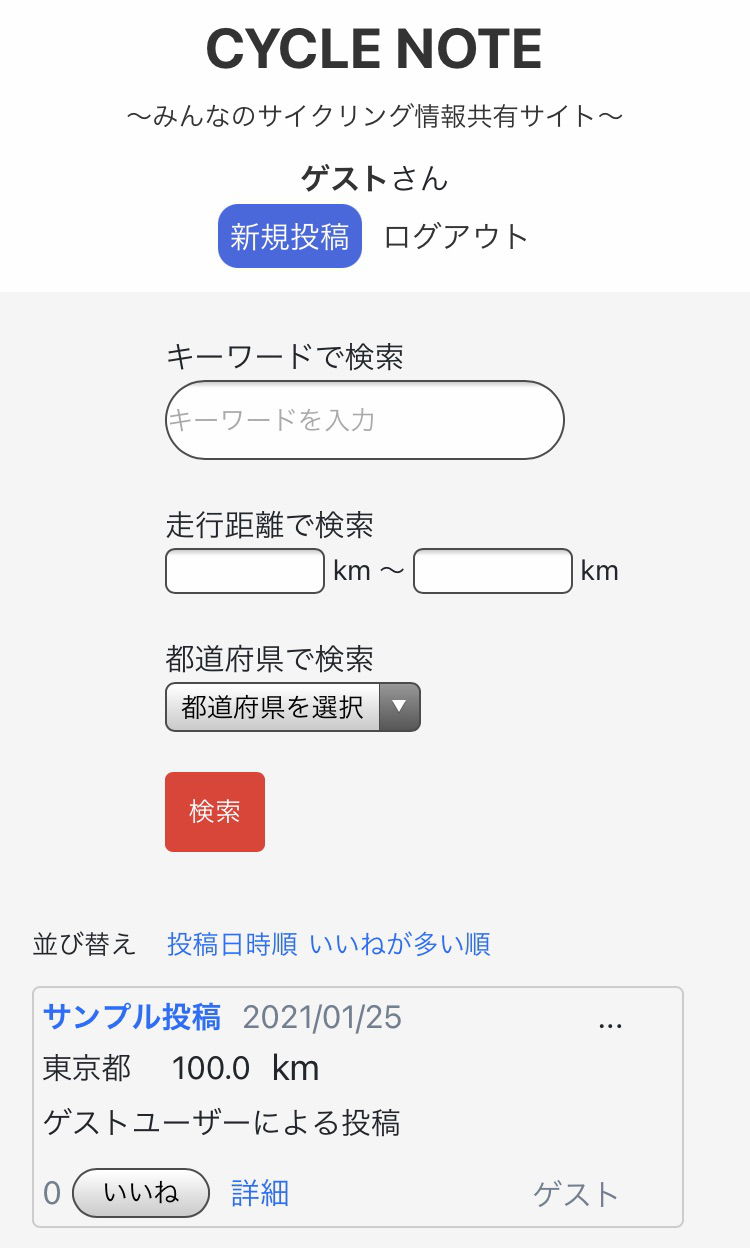 CYCLE NOTE
〜みんなのサイクリング情報共有サイト〜
ゲストさん
新規投稿 ログアウト
キーワードで検索
キーワードを入力
走行距離で検索
km 〜 km
都道府県で検索
都道府県を選択
検索
並び替え 投稿日時順 いいねが多い順
サンプル投稿 2021/01/25 ...
東京都 100.0 km
ゲストユーザーによる投稿
0 いいね 詳細 ゲスト